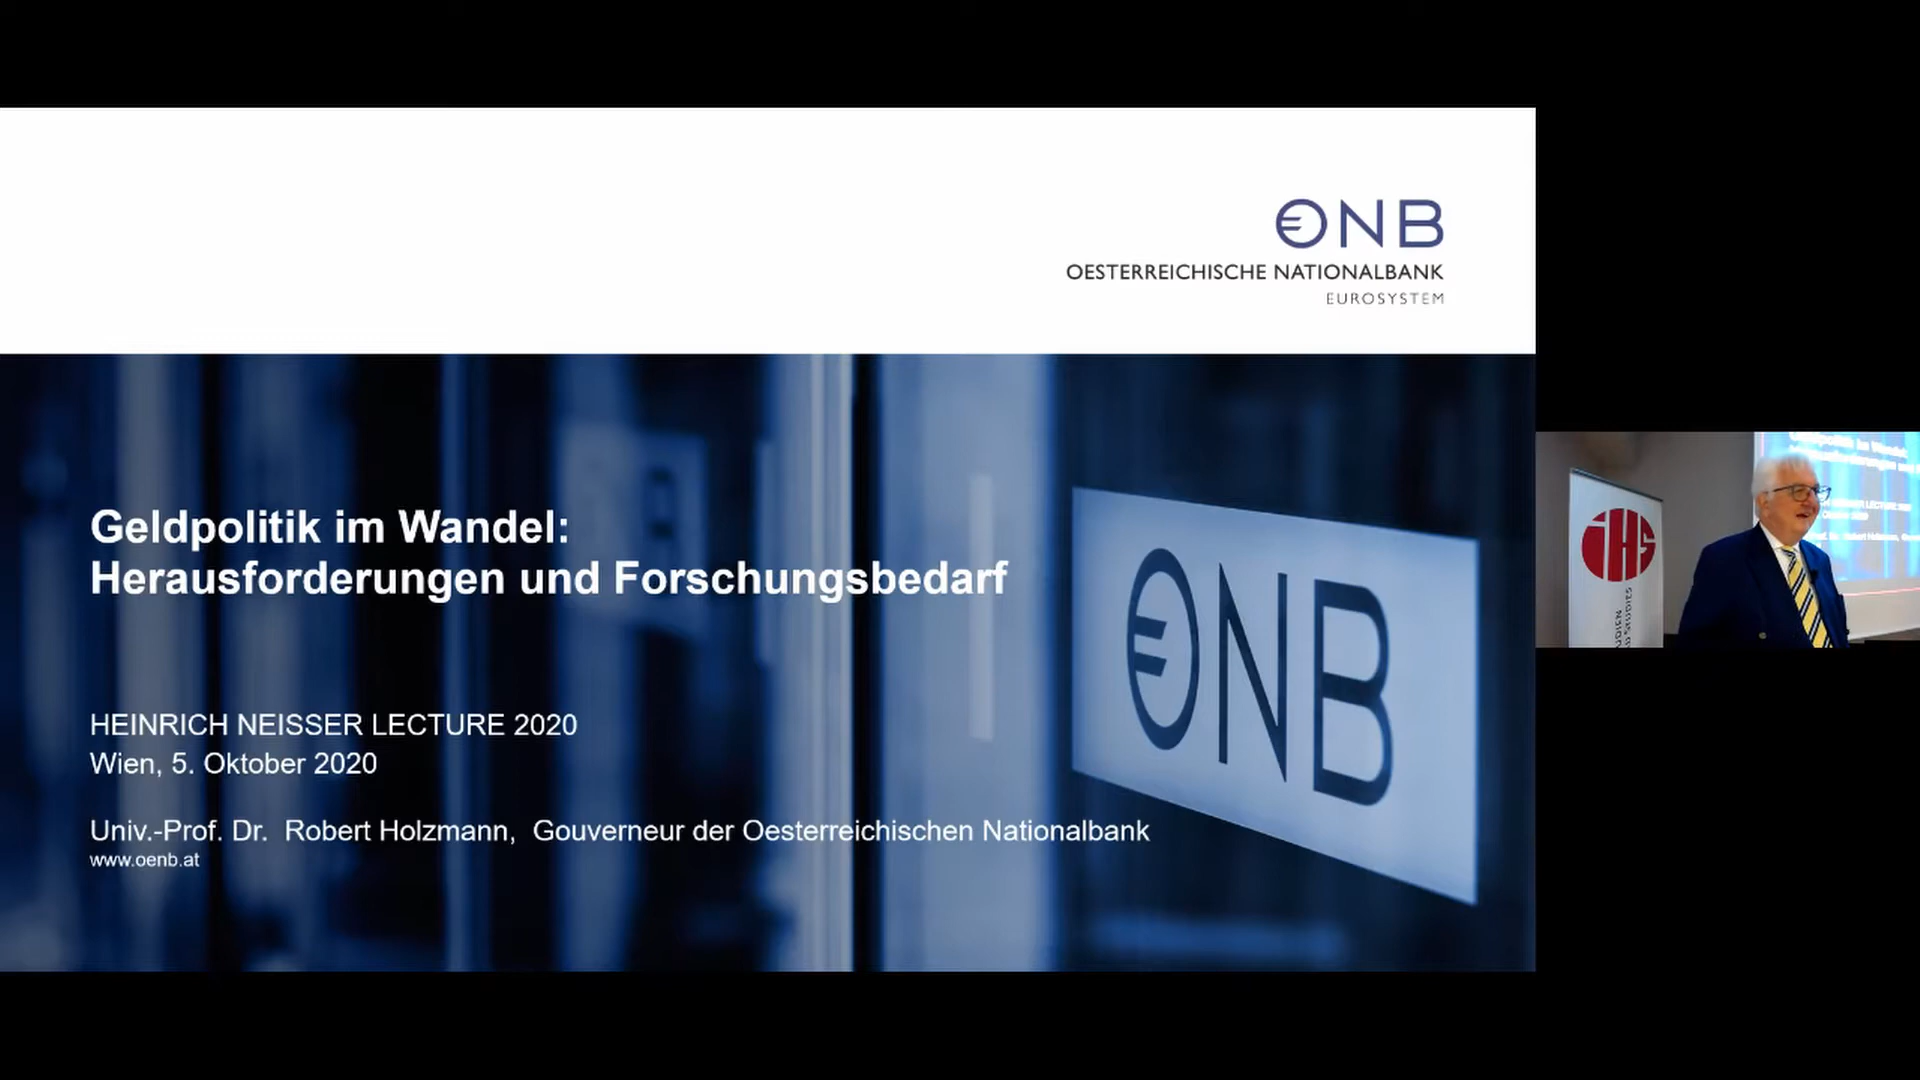 ONB
OESTERREICHISCHE NATIONALBANK
EUROSYSTEM
Geldpolitik im Wandel:
Herausforderungen und Forschungsbedarf
ONB
HEINRICH NEISSER LECTURE 2020
Wien, 5. Oktober 2020
Univ.-Prof. Dr. Robert Holzmann, Gouverneur der Oesterreichischen Nationalbank
www.oenb.at
iHS